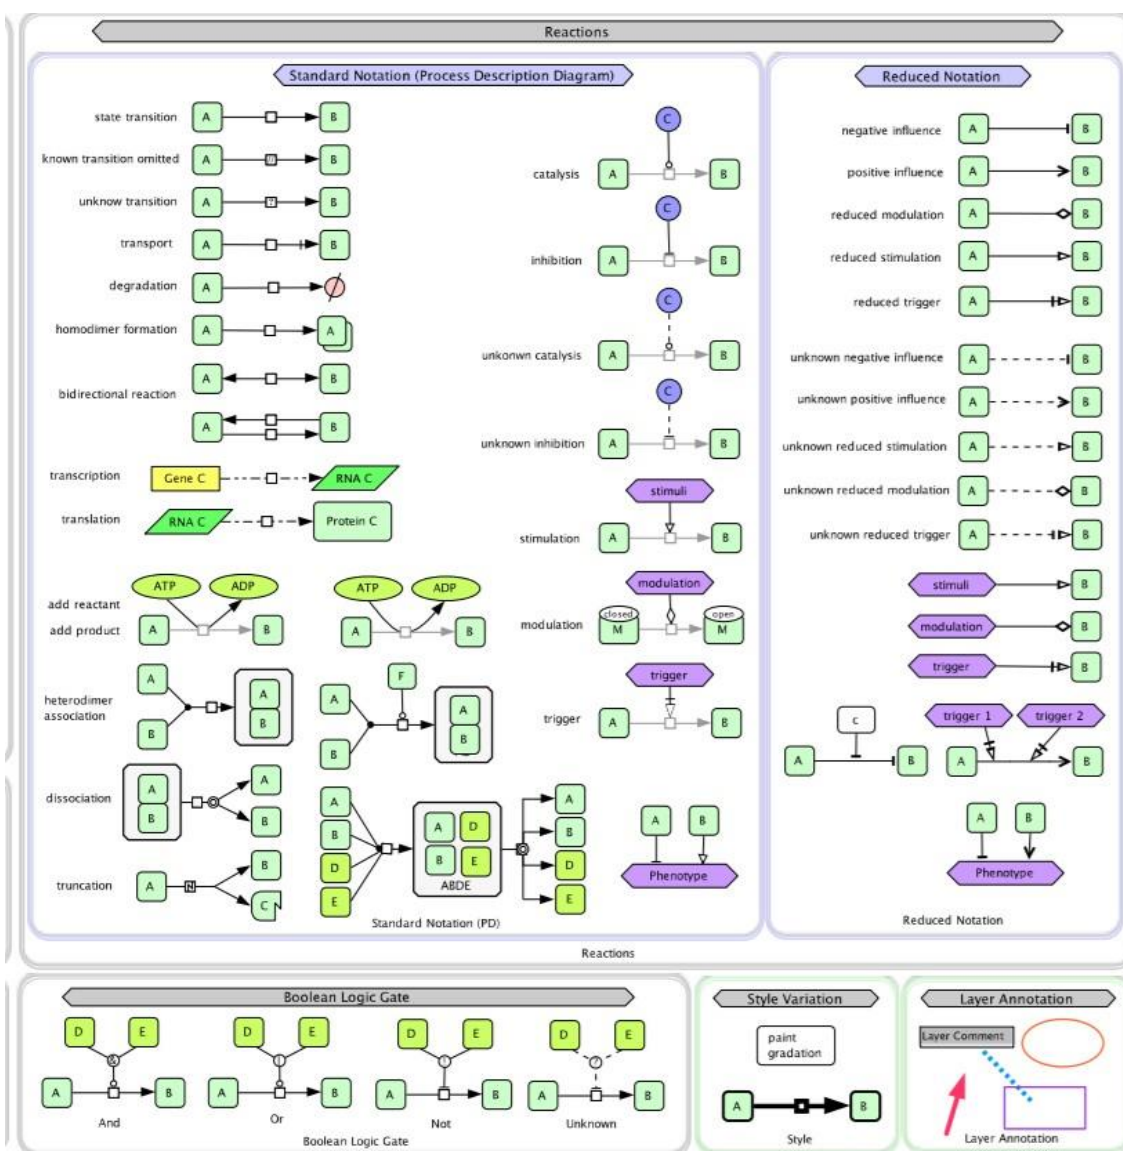 Reactions
Standard Notation (Process Description Diagram)
state transition A B
known transition omitted A B
unknow transition A ? B
transport A B
degradation A
homodimer formation A A
bidirectional reaction A B
A B
transcription Gene C RNA C
translation RNA C Protein C
add reactant
add product
ATP ADP
A B
ATP ADP
A B
heterodimer
association
A
B
A
B
F
A
B
A
B
dissociation
A
B
A
B
A
B
D
E
A D
B E
ABDE
A
B
D
E
truncation A N B
C
Standard Notation (PD)
C
catalysis A B
C
inhibition A B
C
unkonwn catalysis A B
C
unknown inhibition A B
stimuli
stimulation A B
modulation
closed open
modulation M M
trigger
trigger A B
A B
Phenotype
Reduced Notation
negative influence A B
positive influence A B
reduced modulation A B
reduced stimulation A B
reduced trigger A B
unknown negative influence A B
unknown positive influence A B
unknown reduced stimulation A B
unknown reduced modulation A B
unknown reduced trigger A B
stimuli B
modulation B
trigger B
c
A B
trigger 1 trigger 2
A B
A B
Phenotype
Reduced Notation
Reactions
Boolean Logic Gate
D E
&
A B
And
D E
A B
Or
D E
A B
Not
D E
?
A B
Unknown
Boolean Logic Gate
Style Variation
paint
gradation
A B
Style
Layer Annotation
Layer Comment
Layer Annotation